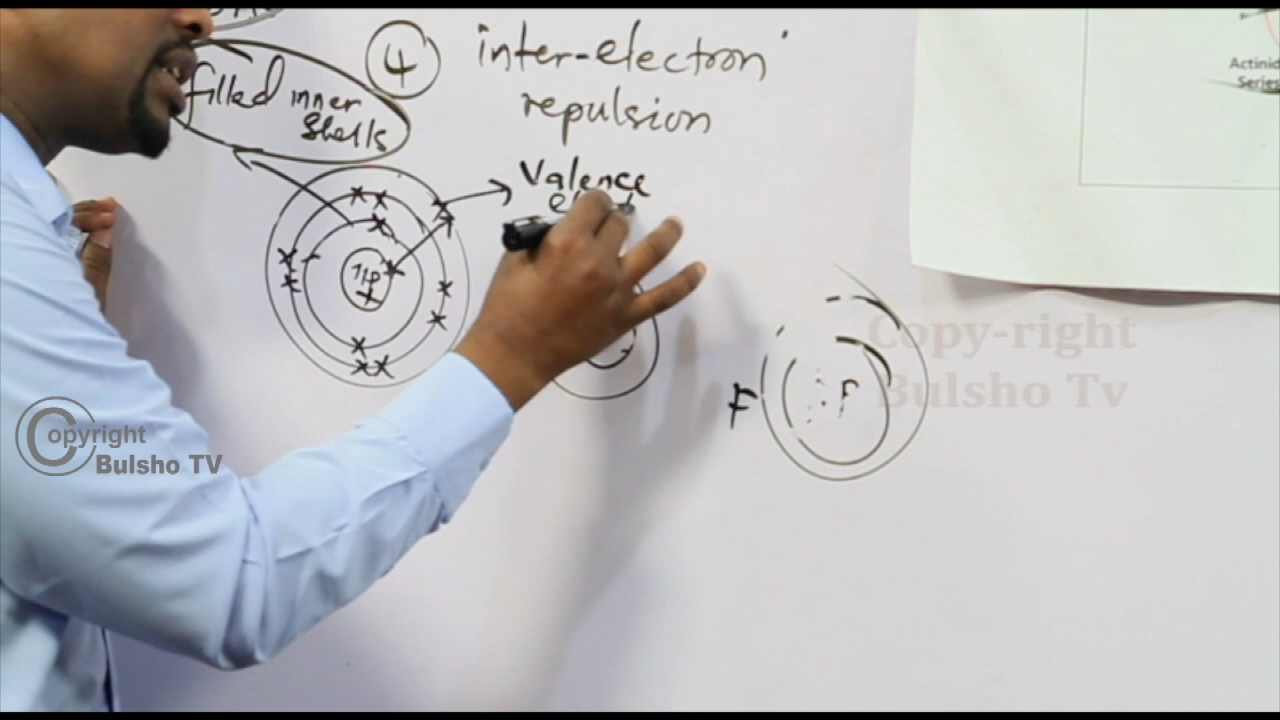 4
inter-electron
repulsion
filled inner
shells
Valence
11p
F
Actinid
Series
Copy-right
Bulsho Tv
Copyright
Bulsho TV